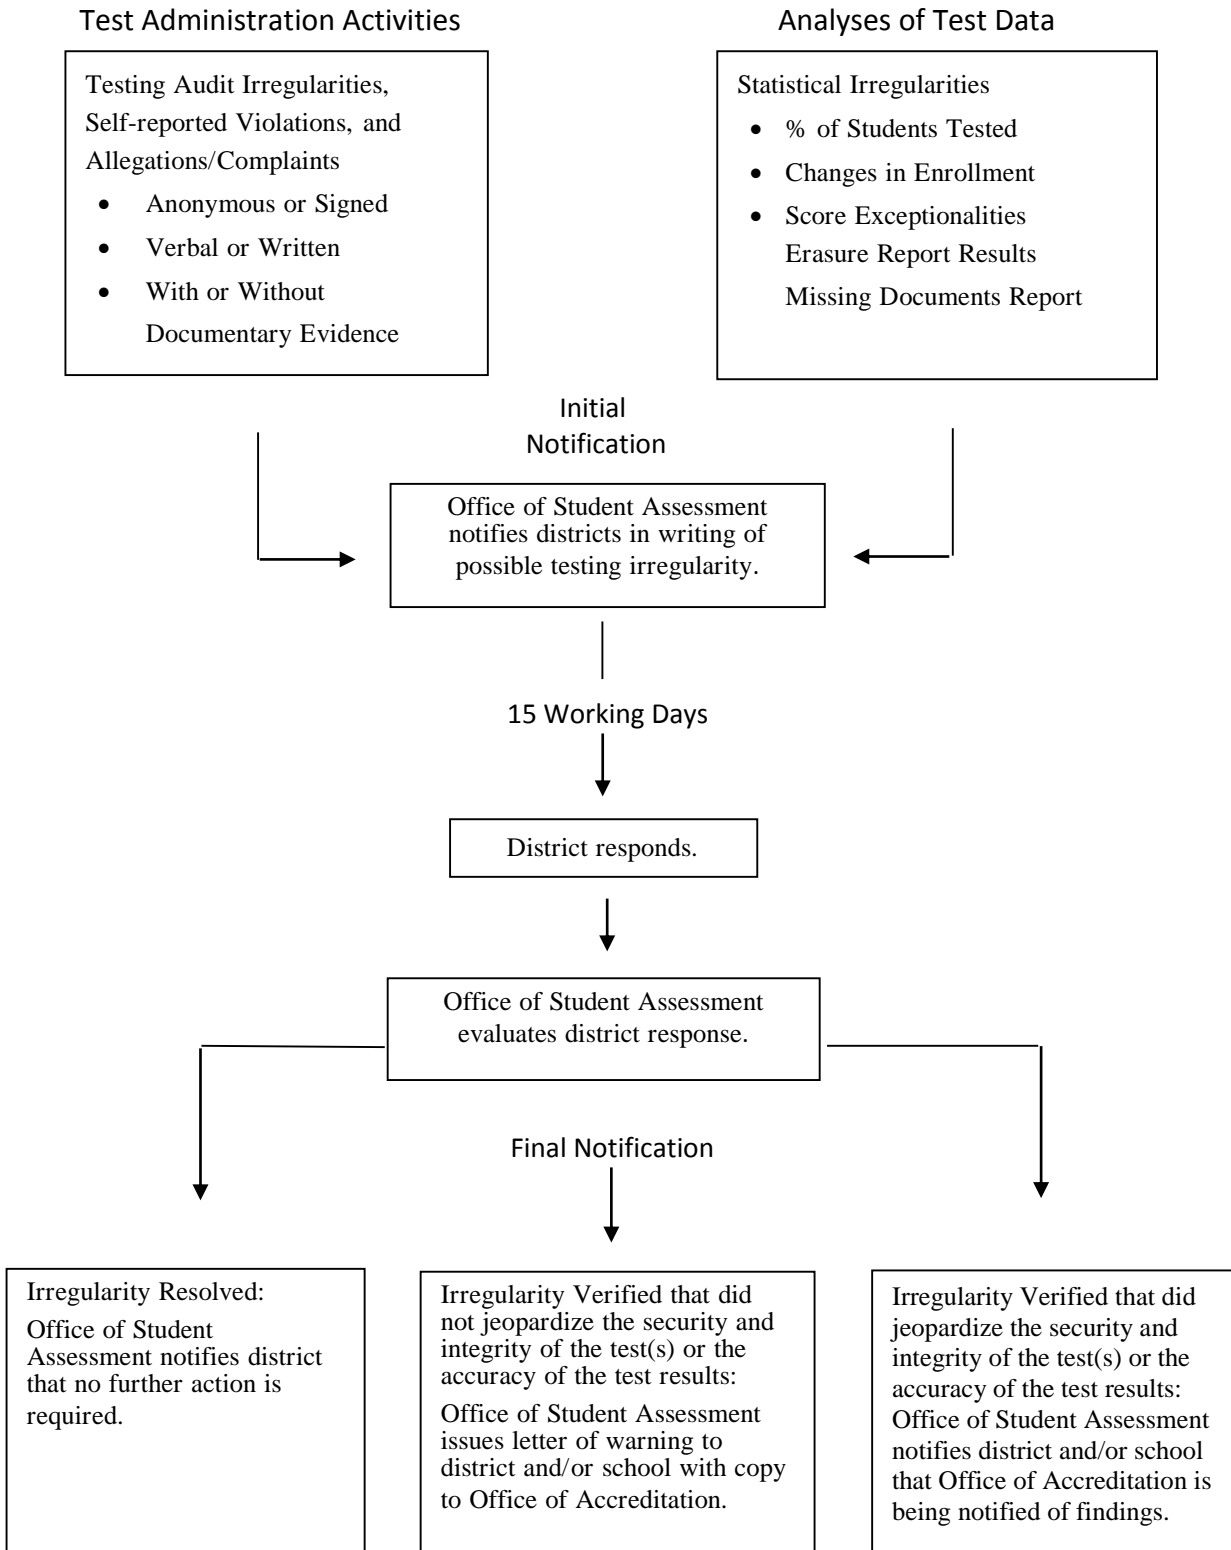 Test Administration Activities
Analyses of Test Data
Testing Audit Irregularities,
Self-reported Violations, and
Allegations/Complaints
• Anonymous or Signed
• Verbal or Written
• With or Without
Documentary Evidence
Statistical Irregularities
• % of Students Tested
• Changes in Enrollment
• Score Exceptionalities
Erasure Report Results
Missing Documents Report
Initial
Notification
Office of Student Assessment
notifies districts in writing of
possible testing irregularity.
15 Working Days
District responds.
Office of Student Assessment
evaluates district response.
Final Notification
Irregularity Resolved:
Office of Student
Assessment notifies district
that no further action is
required.
Irregularity Verified that did
not jeopardize the security and
integrity of the test(s) or the
accuracy of the test results:
Office of Student Assessment
issues letter of warning to
district and/or school with copy
to Office of Accreditation.
Irregularity Verified that did
jeopardize the security and
integrity of the test(s) or the
accuracy of the test results:
Office of Student Assessment
notifies district and/or school
that Office of Accreditation is
being notified of findings.